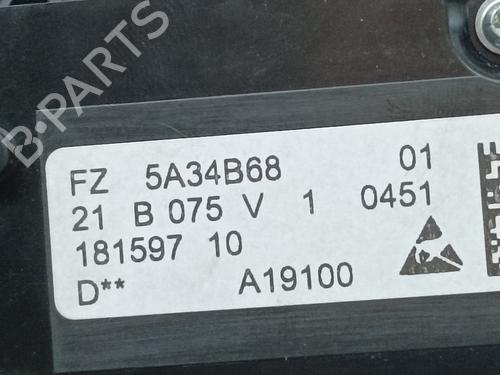 B-PARTS
FZ 5A34B68 01
21 B 075 V 1 0451
181597 10
D** A19100